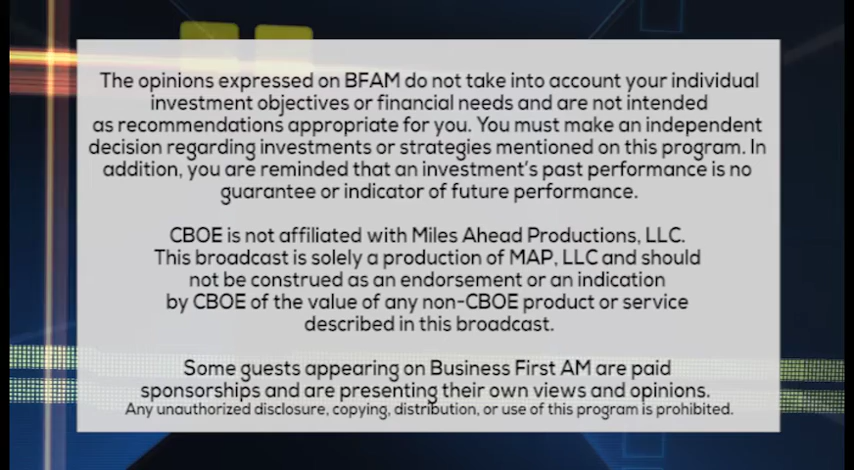 The opinions expressed on BFAM do not take into account your individual
investment objectives or financial needs and are not intended
as recommendations appropriate for you. You must make an independent
decision regarding investments or strategies mentioned on this program. In
addition, you are reminded that an investment's past performance is no
guarantee or indicator of future performance.
CBOE is not affiliated with Miles Ahead Productions, LLC.
This broadcast is solely a production of MAP, LLC and should
not be construed as an endorsement or an indication
by CBOE of the value of any non-CBOE product or service
described in this broadcast.
Some guests appearing on Business First AM are paid
sponsorships and are presenting their own views and opinions.
Any unauthorized disclosure, copying, distribution, or use of this program is prohibited.